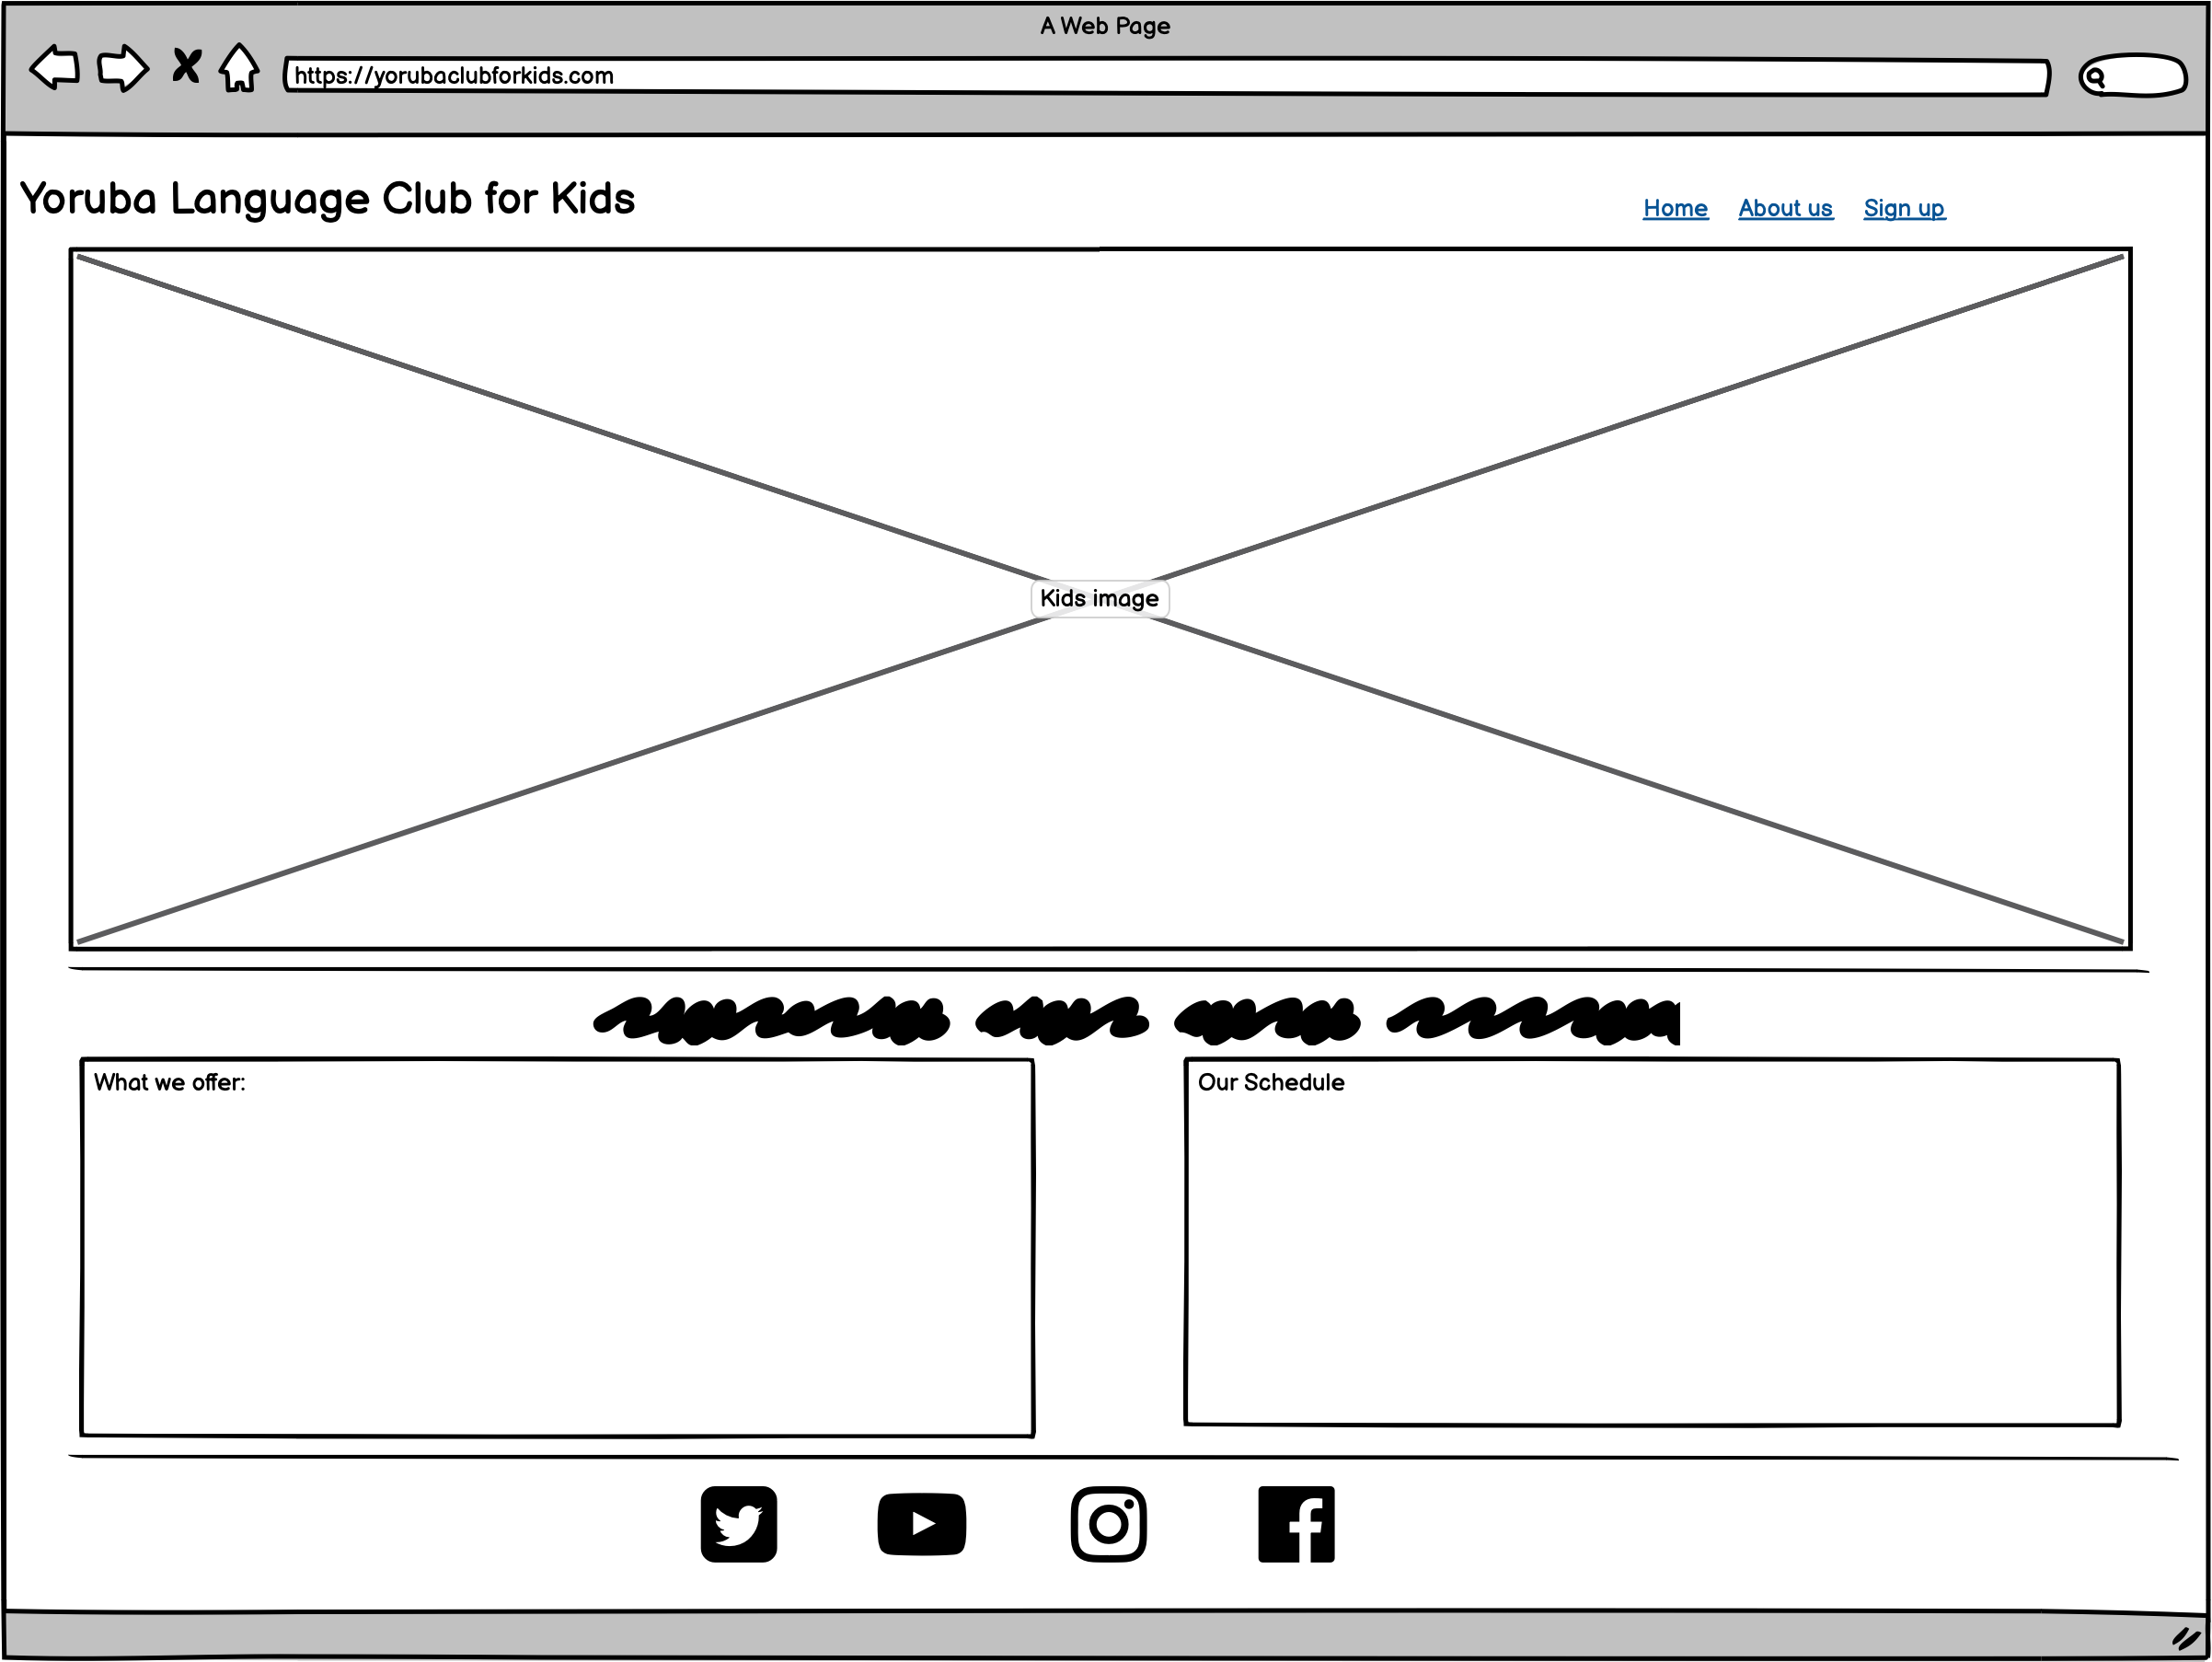 A Web Page
https://yorubaclubforkids.com
Yoruba Language Club for Kids
Home About us Sign up
Kids image
What we offer:
Our Schedule